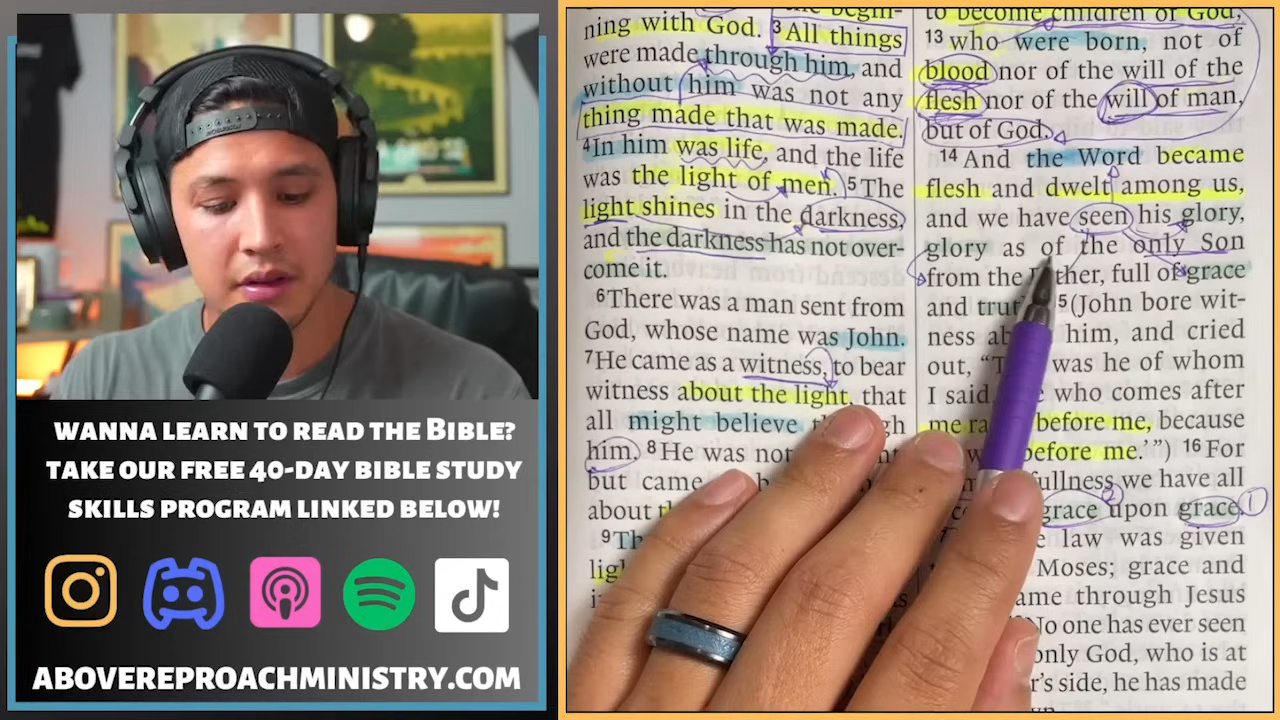 WANNA LEARN TO READ THE BIBLE?
TAKE OUR FREE 40-DAY BIBLE STUDY
SKILLS PROGRAM LINKED BELOW!
ABOVEREPROACHMINISTRY.COM
ning with God. 3 All things
were made through him, and
without him was not any
thing made that was made.
4 In him was life, and the life
was the light of men. 5 The
light shines in the darkness,
and the darkness has not over-
come it.
6 There was a man sent from
God, whose name was John.
7 He came as a witness, to bear
witness about the light, that
all might believe
him. 8 He was not
but came
about
9
to become children of God,
13 who were born, not of
blood nor of the will of the
flesh nor of the will of man,
but of God.
14 And the Word became
flesh and dwelt among us,
and we have seen his glory,
glory as of the only Son
from the Father, full of grace
and 5 (John bore wit-
ness him, and cried
out, “ was he of whom
I said, who comes after
me before me, because
before me.’”) 16 For
fullness we have all
grace upon grace. 2 1
law was given
Moses; grace and
through Jesus
No one has ever seen
only God, who is at
side, he has made